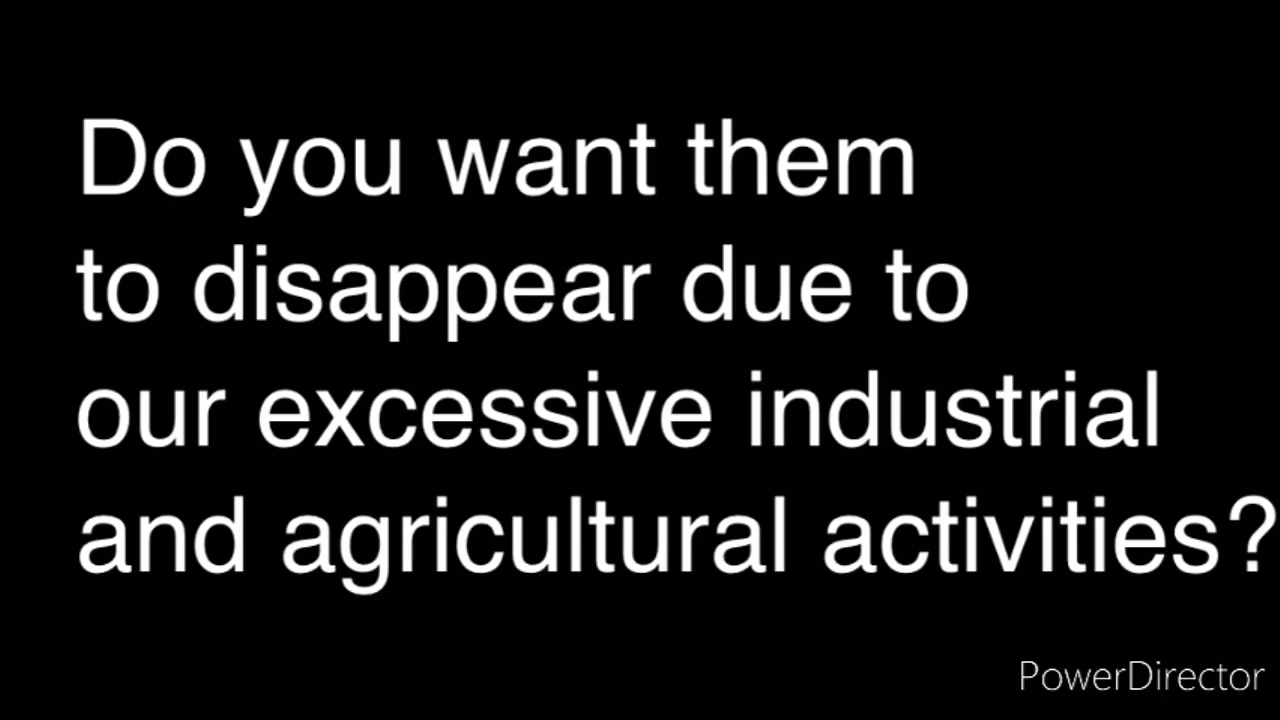 Do you want them
to disappear due to
our excessive industrial
and agricultural activities?
PowerDirector